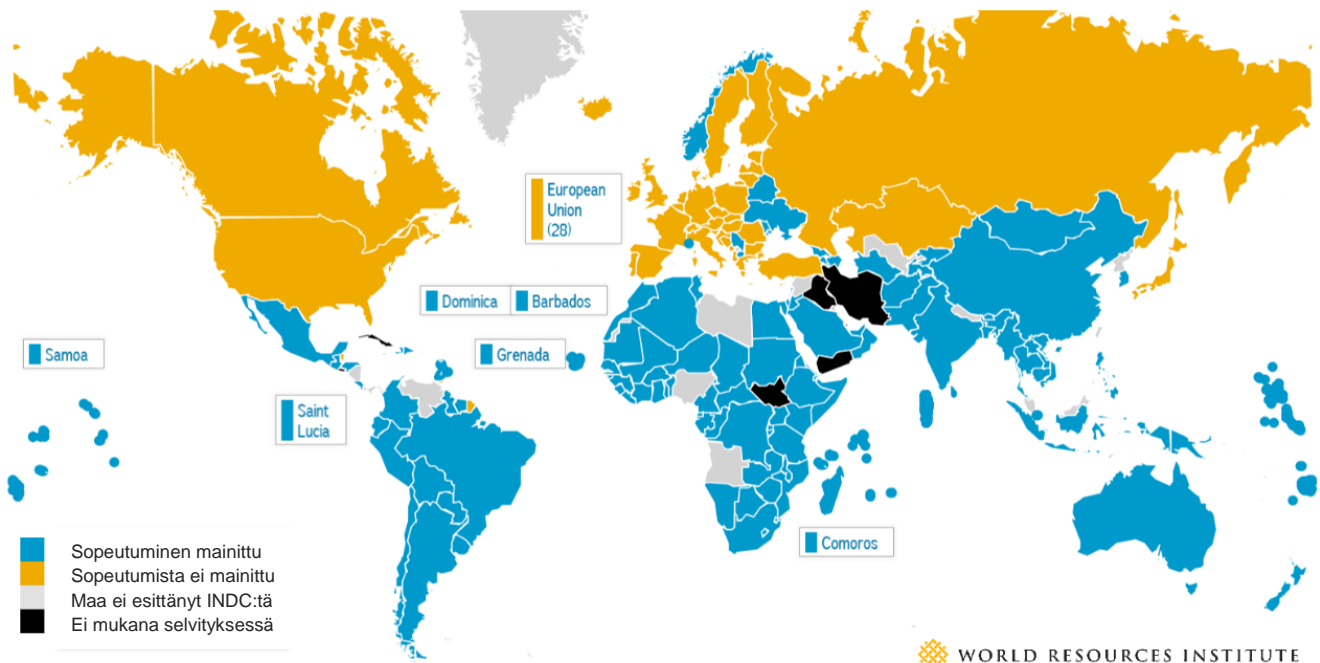 European
Union
(28)
Dominica
Barbados
Samoa
Grenada
Saint
Lucia
Comoros
Sopeutuminen mainittu
Sopeutumista ei mainittu
Maa ei esittänyt INDC:tä
Ei mukana selvityksessä
WORLD RESOURCES INSTITUTE